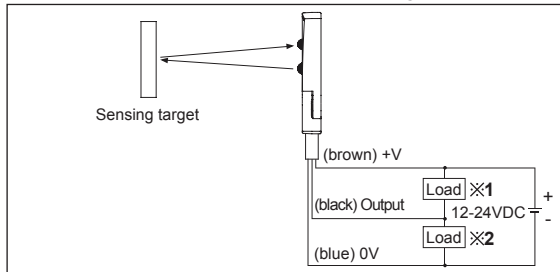 Sensing target
(brown) +V
Load ※1
(black) Output
12-24VDC
+
-
Load ※2
(blue) 0V